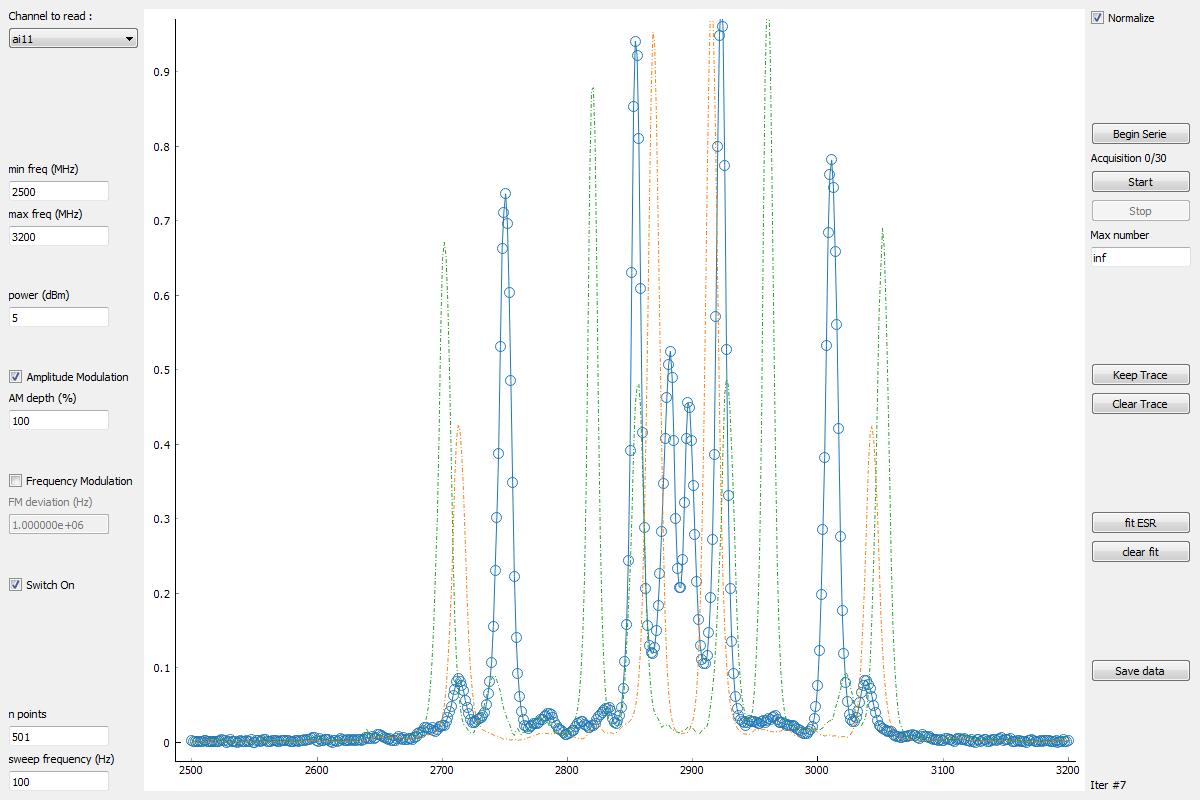 Channel to read :
ai11
min freq (MHz)
2500
max freq (MHz)
3200
power (dBm)
5
Amplitude Modulation
AM depth (%)
100
Frequency Modulation
FM deviation (Hz)
1.000000e+06
Switch On
n points
501
sweep frequency (Hz)
100
0.9
0.8
0.7
0.6
0.5
0.4
0.3
0.2
0.1
0
2500 2600 2700 2800 2900 3000 3100 3200
Normalize
Begin Serie
Acquisition 0/30
Start
Stop
Max number
inf
Keep Trace
Clear Trace
fit ESR
clear fit
Save data
Iter #7